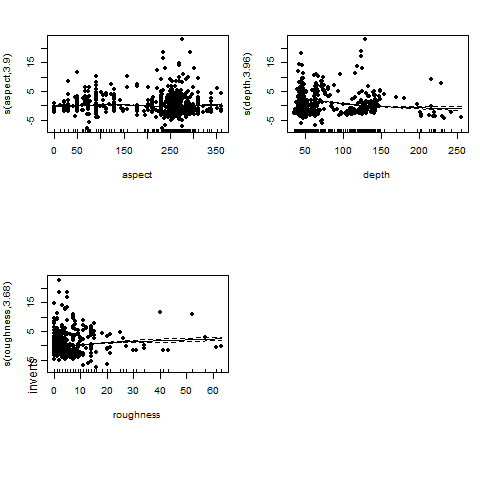 s(aspect,3.9)
-5 5 15
0 50 150 250 350
aspect
s(depth,3.96)
-5 5 15
50 100 150 200 250
depth
s(roughness,3.68)
-5 5 15
0 10 20 30 40 50 60
roughness
inverts